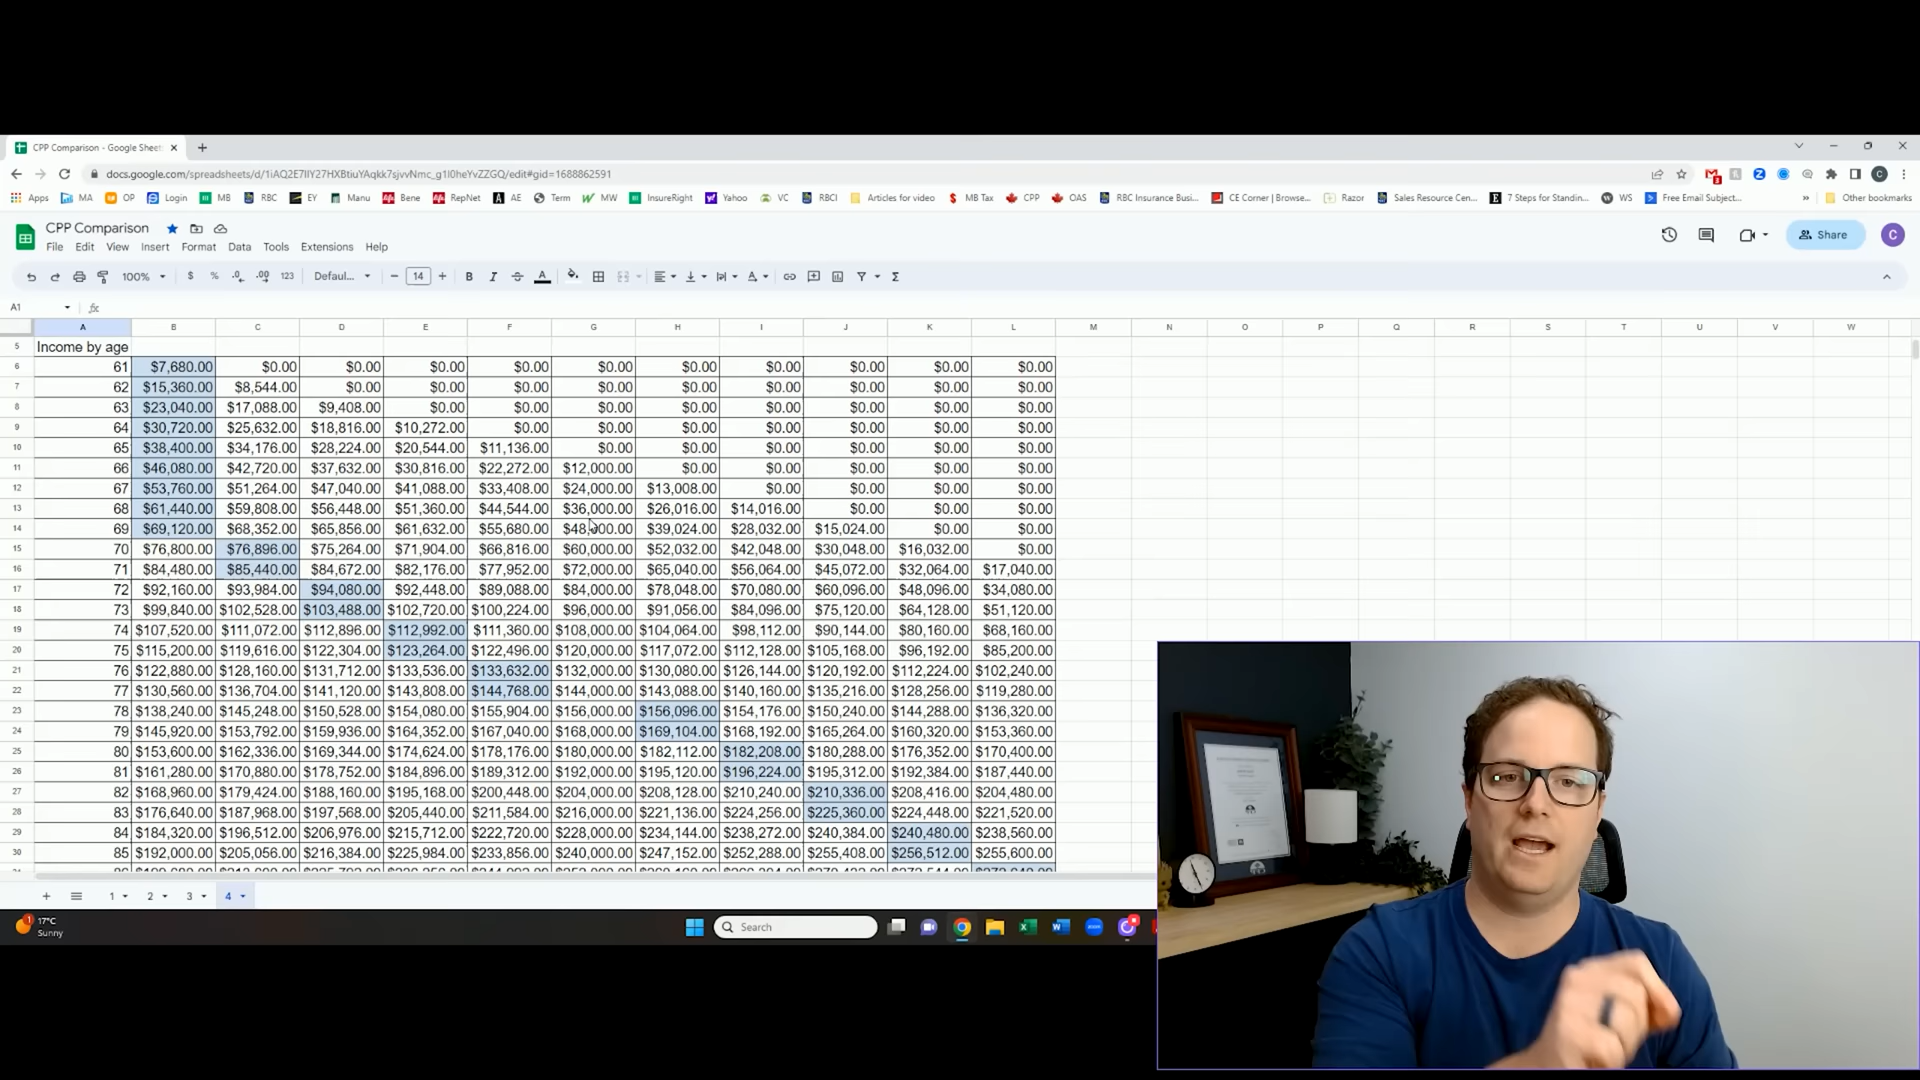 CPP Comparison - Google Sheet
docs.google.com/spreadsheets/d/1iAQ2E7IIY27HXBtiuYAqkk7sjvvNmc_g1I0heYvZZGQ/edit#gid=1688862591
Apps MA OP Login MB RBC EY Manu Bene RepNet AE Term MW InsureRight Yahoo VC RBCI Articles for video MB Tax CPP OAS RBC Insurance Busi... CE Corner | Browse... Razor Sales Resource Cen... 7 Steps for Standin... WS Free Email Subject... » Other bookmarks
CPP Comparison
File Edit View Insert Format Data Tools Extensions Help
Share C
100% $ % .0 .00 123 Defaul... − 14 + B I S A Σ
A1 fx
A B C D E F G H I J K L M N O P Q R S T U V W
5 Income by age
6 61 $7,680.00 $0.00 $0.00 $0.00 $0.00 $0.00 $0.00 $0.00 $0.00 $0.00 $0.00
7 62 $15,360.00 $8,544.00 $0.00 $0.00 $0.00 $0.00 $0.00 $0.00 $0.00 $0.00 $0.00
8 63 $23,040.00 $17,088.00 $9,408.00 $0.00 $0.00 $0.00 $0.00 $0.00 $0.00 $0.00 $0.00
9 64 $30,720.00 $25,632.00 $18,816.00 $10,272.00 $0.00 $0.00 $0.00 $0.00 $0.00 $0.00 $0.00
10 65 $38,400.00 $34,176.00 $28,224.00 $20,544.00 $11,136.00 $0.00 $0.00 $0.00 $0.00 $0.00 $0.00
11 66 $46,080.00 $42,720.00 $37,632.00 $30,816.00 $22,272.00 $12,000.00 $0.00 $0.00 $0.00 $0.00 $0.00
12 67 $53,760.00 $51,264.00 $47,040.00 $41,088.00 $33,408.00 $24,000.00 $13,008.00 $0.00 $0.00 $0.00 $0.00
13 68 $61,440.00 $59,808.00 $56,448.00 $51,360.00 $44,544.00 $36,000.00 $26,016.00 $14,016.00 $0.00 $0.00 $0.00
14 69 $69,120.00 $68,352.00 $65,856.00 $61,632.00 $55,680.00 $48,000.00 $39,024.00 $28,032.00 $15,024.00 $0.00 $0.00
15 70 $76,800.00 $76,896.00 $75,264.00 $71,904.00 $66,816.00 $60,000.00 $52,032.00 $42,048.00 $30,048.00 $16,032.00 $0.00
16 71 $84,480.00 $85,440.00 $84,672.00 $82,176.00 $77,952.00 $72,000.00 $65,040.00 $56,064.00 $45,072.00 $32,064.00 $17,040.00
17 72 $92,160.00 $93,984.00 $94,080.00 $92,448.00 $89,088.00 $84,000.00 $78,048.00 $70,080.00 $60,096.00 $48,096.00 $34,080.00
18 73 $99,840.00 $102,528.00 $103,488.00 $102,720.00 $100,224.00 $96,000.00 $91,056.00 $84,096.00 $75,120.00 $64,128.00 $51,120.00
19 74 $107,520.00 $111,072.00 $112,896.00 $112,992.00 $111,360.00 $108,000.00 $104,064.00 $98,112.00 $90,144.00 $80,160.00 $68,160.00
20 75 $115,200.00 $119,616.00 $122,304.00 $123,264.00 $122,496.00 $120,000.00 $117,072.00 $112,128.00 $105,168.00 $96,192.00 $85,200.00
21 76 $122,880.00 $128,160.00 $131,712.00 $133,536.00 $133,632.00 $132,000.00 $130,080.00 $126,144.00 $120,192.00 $112,224.00 $102,240.00
22 77 $130,560.00 $136,704.00 $141,120.00 $143,808.00 $144,768.00 $144,000.00 $143,088.00 $140,160.00 $135,216.00 $128,256.00 $119,280.00
23 78 $138,240.00 $145,248.00 $150,528.00 $154,080.00 $155,904.00 $156,000.00 $156,096.00 $154,176.00 $150,240.00 $144,288.00 $136,320.00
24 79 $145,920.00 $153,792.00 $159,936.00 $164,352.00 $167,040.00 $168,000.00 $169,104.00 $168,192.00 $165,264.00 $160,320.00 $153,360.00
25 80 $153,600.00 $162,336.00 $169,344.00 $174,624.00 $178,176.00 $180,000.00 $182,112.00 $182,208.00 $180,288.00 $176,352.00 $170,400.00
26 81 $161,280.00 $170,880.00 $178,752.00 $184,896.00 $189,312.00 $192,000.00 $195,120.00 $196,224.00 $195,312.00 $192,384.00 $187,440.00
27 82 $168,960.00 $179,424.00 $188,160.00 $195,168.00 $200,448.00 $204,000.00 $208,128.00 $210,240.00 $210,336.00 $208,416.00 $204,480.00
28 83 $176,640.00 $187,968.00 $197,568.00 $205,440.00 $211,584.00 $216,000.00 $221,136.00 $224,256.00 $225,360.00 $224,448.00 $221,520.00
29 84 $184,320.00 $196,512.00 $206,976.00 $215,712.00 $222,720.00 $228,000.00 $234,144.00 $238,272.00 $240,384.00 $240,480.00 $238,560.00
30 85 $192,000.00 $205,056.00 $216,384.00 $225,984.00 $233,856.00 $240,000.00 $247,152.00 $252,288.00 $255,408.00 $256,512.00 $255,600.00
+ 1 2 3 4
17°C
Sunny
Search